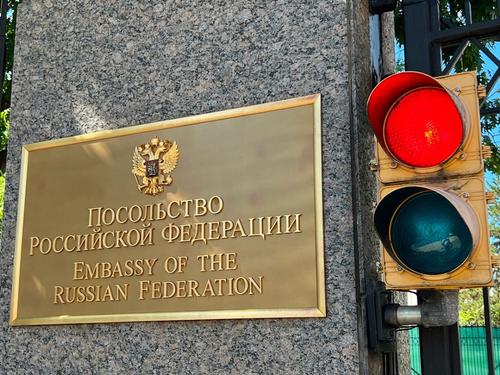 Посольство
Российской Федерации
Embassy of the
Russian Federation